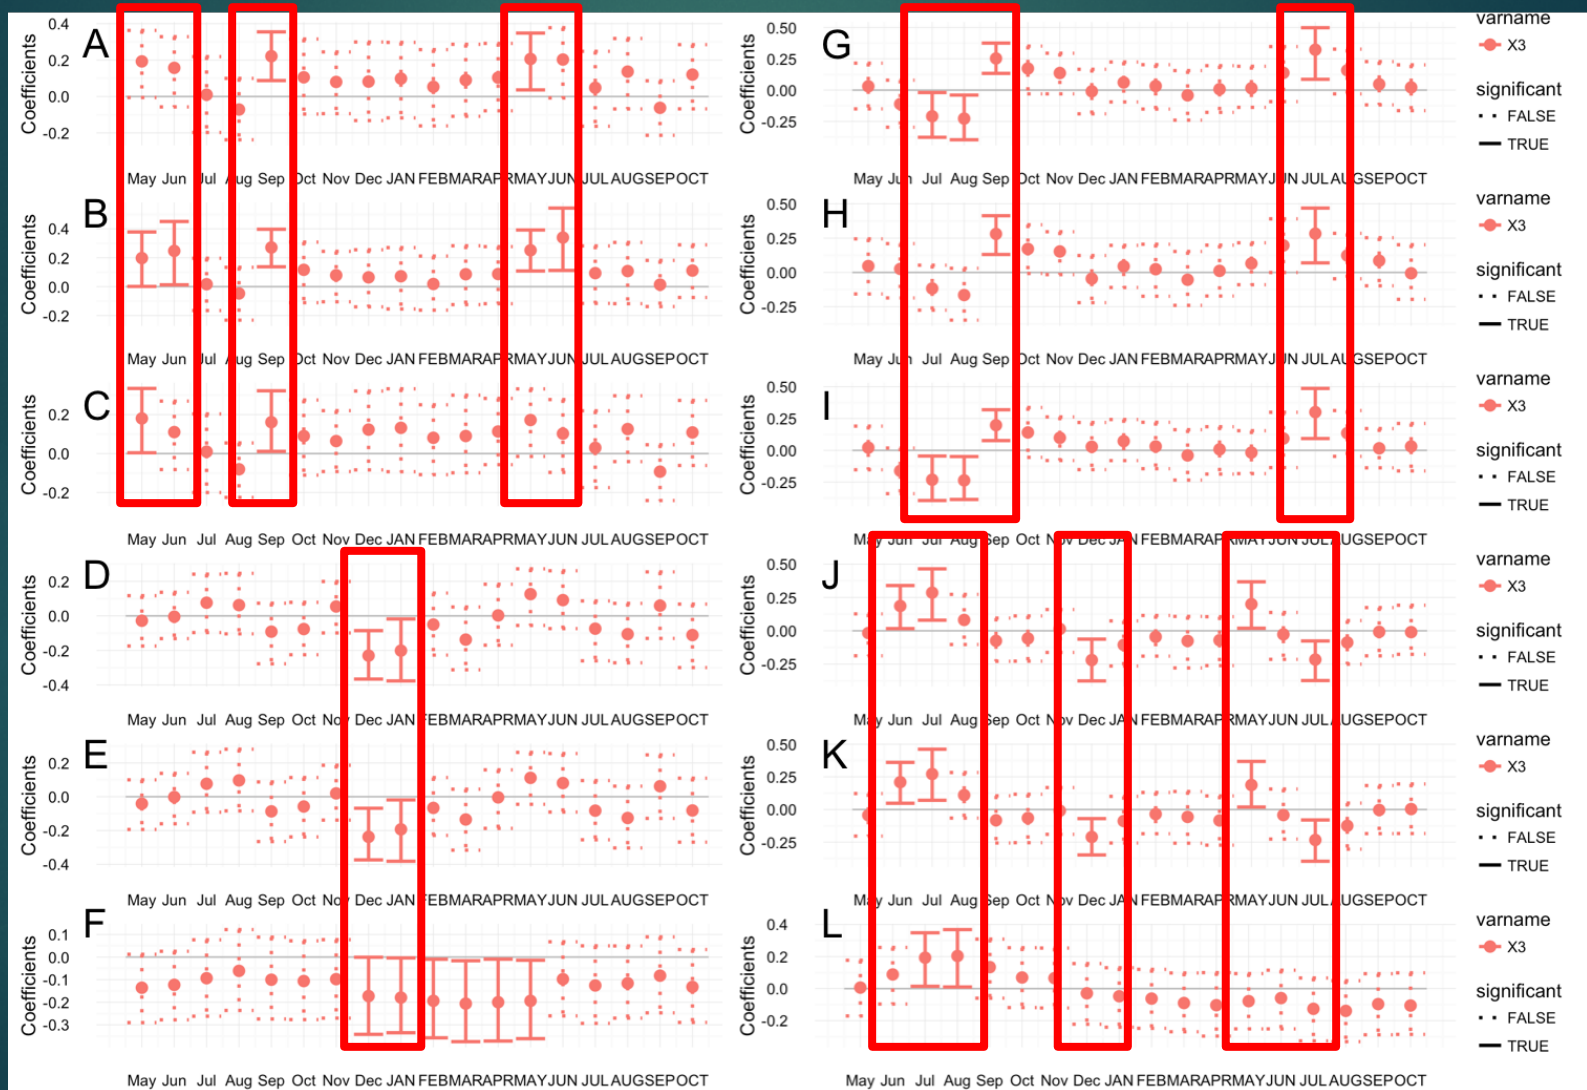 A
Coefficients
0.4
0.2
0.0
-0.2
May Jun Jul Aug Sep Oct Nov Dec JAN FEB MAR APR MAY JUN JUL AUG SEP OCT
B
Coefficients
0.4
0.2
0.0
-0.2
May Jun Jul Aug Sep Oct Nov Dec JAN FEB MAR APR MAY JUN JUL AUG SEP OCT
C
Coefficients
0.2
0.0
-0.2
May Jun Jul Aug Sep Oct Nov Dec JAN FEB MAR APR MAY JUN JUL AUG SEP OCT
D
Coefficients
0.2
0.0
-0.2
-0.4
May Jun Jul Aug Sep Oct Nov Dec JAN FEB MAR APR MAY JUN JUL AUG SEP OCT
E
Coefficients
0.2
0.0
-0.2
-0.4
May Jun Jul Aug Sep Oct Nov Dec JAN FEB MAR APR MAY JUN JUL AUG SEP OCT
F
Coefficients
0.1
0.0
-0.1
-0.2
-0.3
May Jun Jul Aug Sep Oct Nov Dec JAN FEB MAR APR MAY JUN JUL AUG SEP OCT
G
Coefficients
0.50
0.25
0.00
-0.25
May Jun Jul Aug Sep Oct Nov Dec JAN FEB MAR APR MAY JUN JUL AUG SEP OCT
varname
X3
significant
FALSE
TRUE
H
Coefficients
0.50
0.25
0.00
-0.25
May Jun Jul Aug Sep Oct Nov Dec JAN FEB MAR APR MAY JUN JUL AUG SEP OCT
varname
X3
significant
FALSE
TRUE
I
Coefficients
0.50
0.25
0.00
-0.25
May Jun Jul Aug Sep Oct Nov Dec JAN FEB MAR APR MAY JUN JUL AUG SEP OCT
varname
X3
significant
FALSE
TRUE
J
Coefficients
0.50
0.25
0.00
-0.25
May Jun Jul Aug Sep Oct Nov Dec JAN FEB MAR APR MAY JUN JUL AUG SEP OCT
varname
X3
significant
FALSE
TRUE
K
Coefficients
0.50
0.25
0.00
-0.25
May Jun Jul Aug Sep Oct Nov Dec JAN FEB MAR APR MAY JUN JUL AUG SEP OCT
varname
X3
significant
FALSE
TRUE
L
Coefficients
0.4
0.2
0.0
-0.2
May Jun Jul Aug Sep Oct Nov Dec JAN FEB MAR APR MAY JUN JUL AUG SEP OCT
varname
X3
significant
FALSE
TRUE